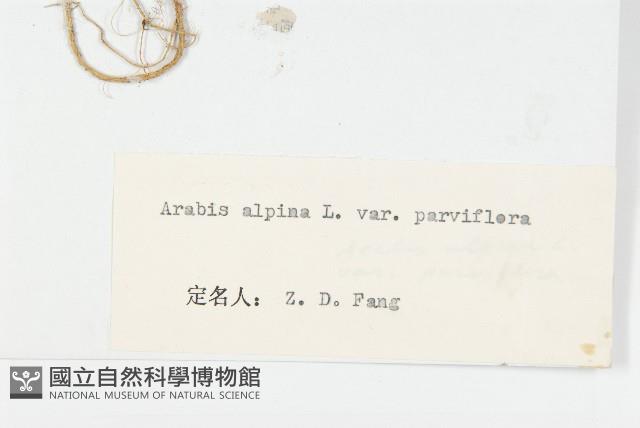 Arabis alpina L. var. parviflora
定名人： Z. D. Fang
國立自然科學博物館
NATIONAL MUSEUM OF NATURAL SCIENCE